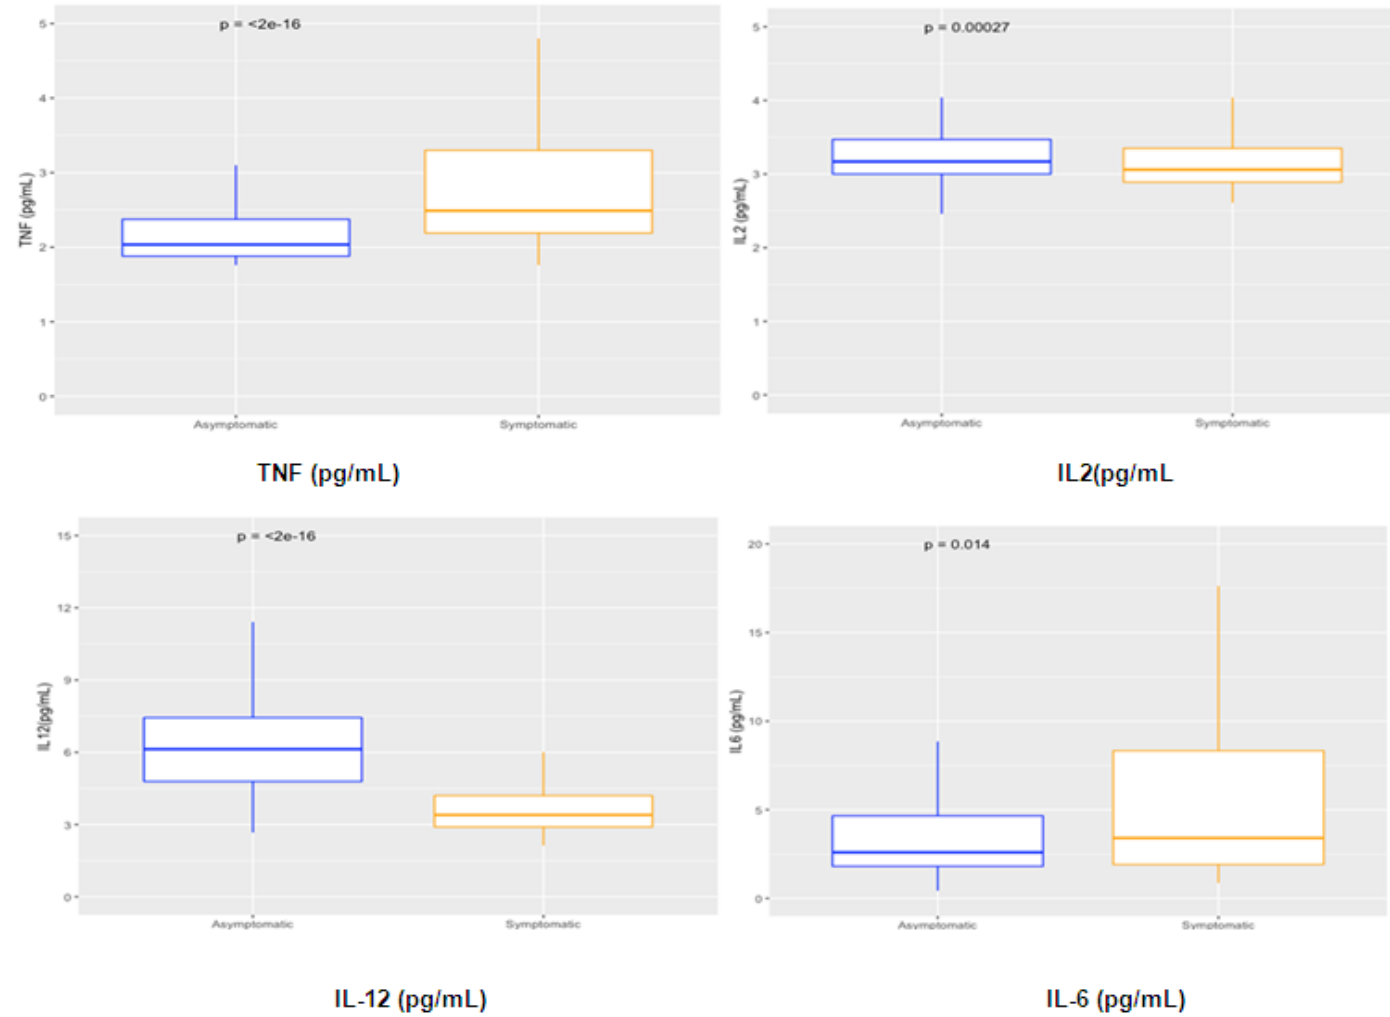 p = <2e-16
5
4
3
2
1
0
TNF (pg/mL)
Asymptomatic
Symptomatic
TNF (pg/mL)
p = 0.00027
5
4
3
2
1
0
IL2 (pg/mL)
Asymptomatic
Symptomatic
IL2(pg/mL
p = <2e-16
15
12
9
6
3
0
IL12(pg/mL)
Asymptomatic
Symptomatic
IL-12 (pg/mL)
p = 0.014
20
15
10
5
0
IL6 (pg/mL)
Asymptomatic
Symptomatic
IL-6 (pg/mL)